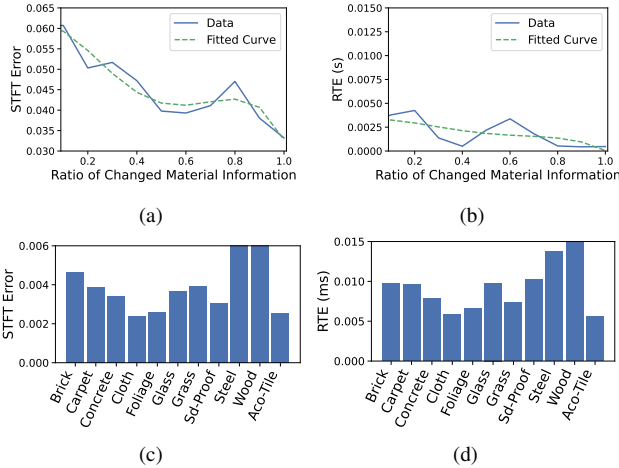 0.065
0.060
0.055
0.050
0.045
0.040
0.035
0.030
STFT Error
Data
Fitted Curve
0.2 0.4 0.6 0.8 1.0
Ratio of Changed Material Information
(a)
0.0150
0.0125
0.0100
0.0075
0.0050
0.0025
0.0000
RTE (s)
Data
Fitted Curve
0.2 0.4 0.6 0.8 1.0
Ratio of Changed Material Information
(b)
0.006
0.004
0.002
0.000
STFT Error
Brick
Carpet
Concrete
Cloth
Foliage
Glass
Grass
Sd-Proof
Steel
Wood
Aco-Tile
(c)
0.015
0.010
0.005
0.000
RTE (ms)
Brick
Carpet
Concrete
Cloth
Foliage
Glass
Grass
Sd-Proof
Steel
Wood
Aco-Tile
(d)